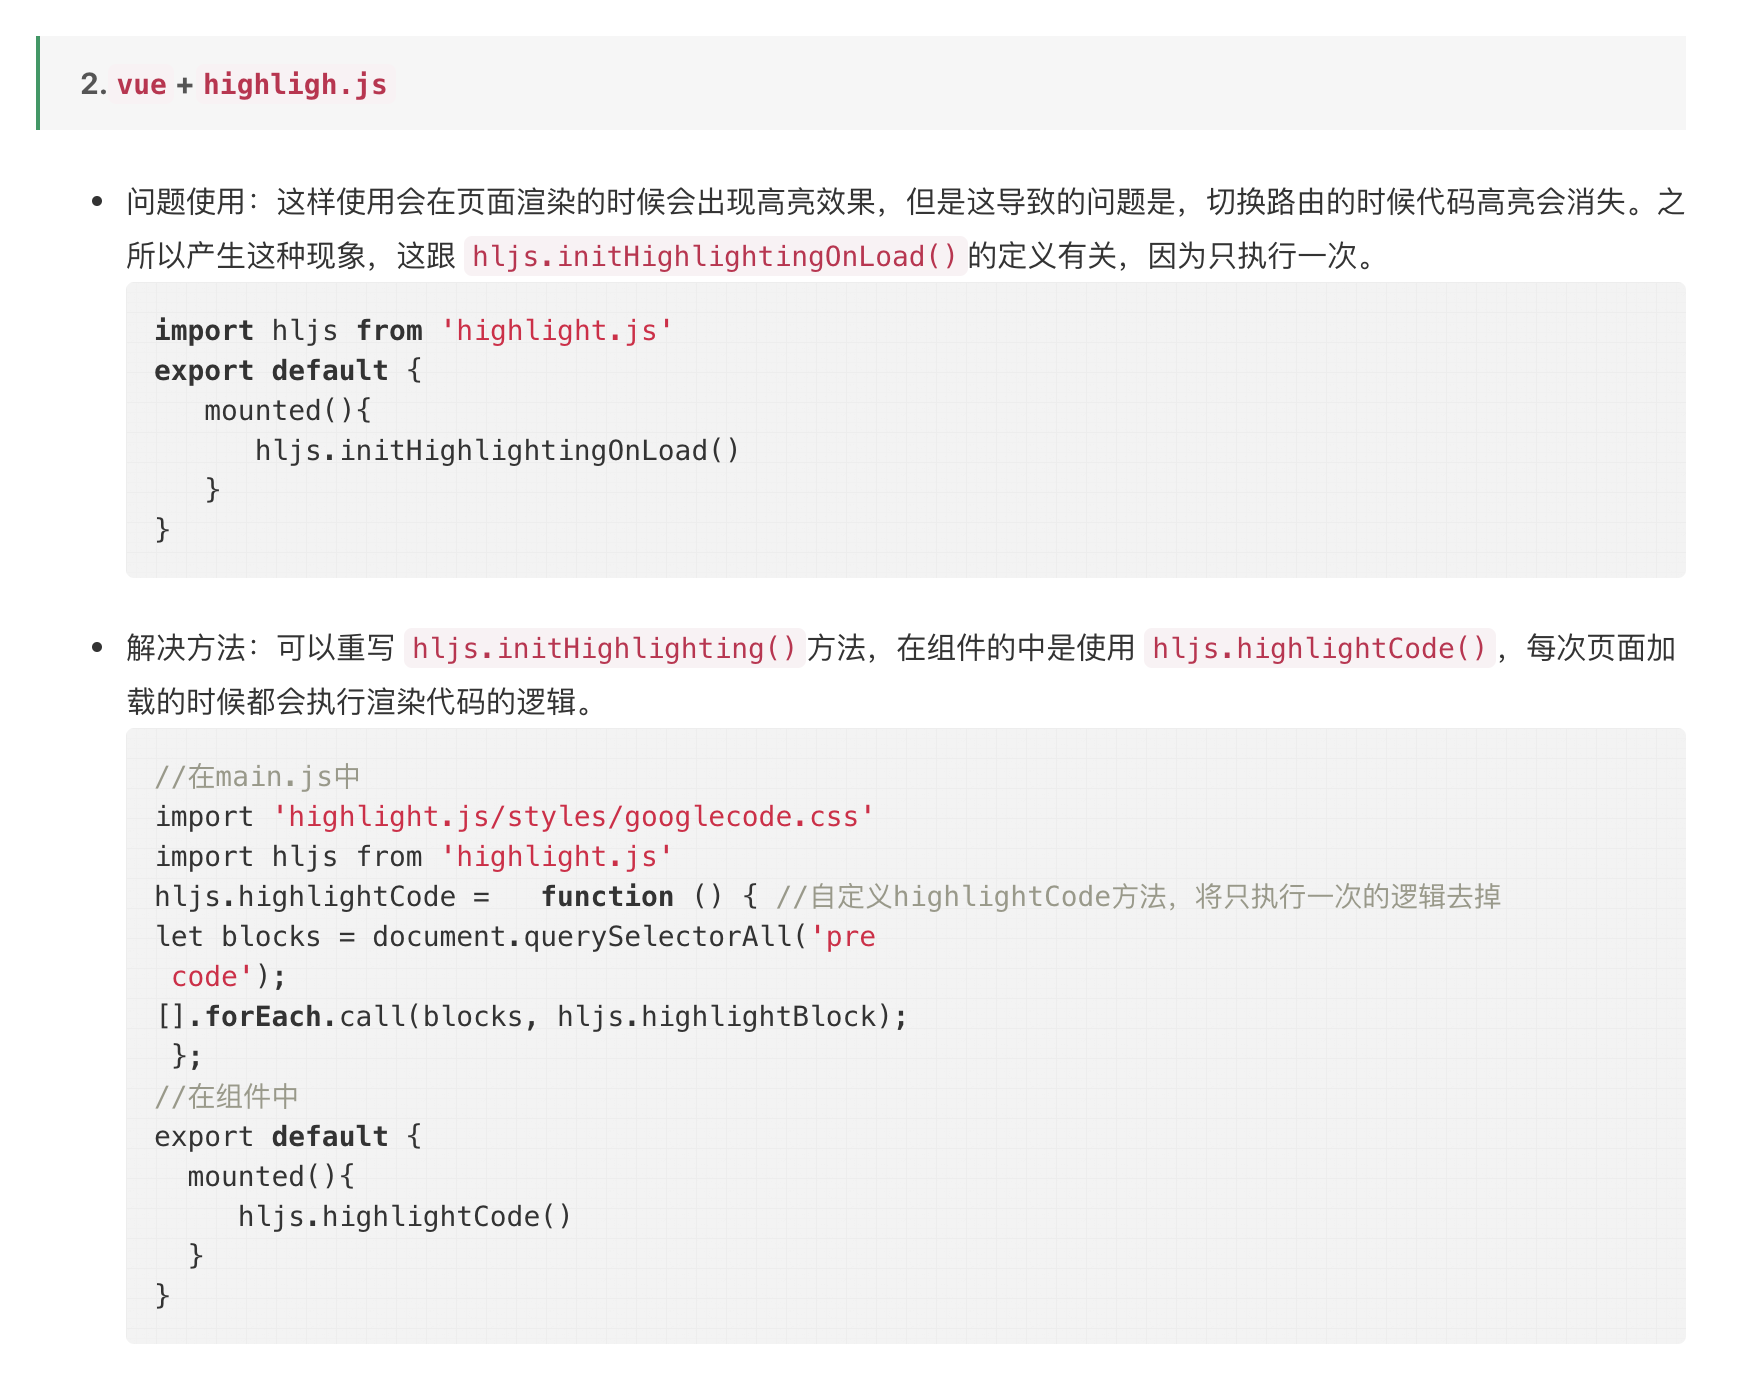 2. vue + highligh.js
• 问题使用：这样使用会在页面渲染的时候会出现高亮效果，但是这导致的问题是，切换路由的时候代码高亮会消失。之
所以产生这种现象，这跟 hljs.initHighlightingOnLoad()的定义有关，因为只执行一次。
import hljs from 'highlight.js'
export default {
   mounted(){
      hljs.initHighlightingOnLoad()
   }
}
• 解决方法：可以重写 hljs.initHighlighting()方法，在组件的中是使用 hljs.highlightCode()，每次页面加
载的时候都会执行渲染代码的逻辑。
//在main.js中
import 'highlight.js/styles/googlecode.css'
import hljs from 'highlight.js'
hljs.highlightCode =   function () { //自定义highlightCode方法，将只执行一次的逻辑去掉
let blocks = document.querySelectorAll('pre
 code');
[].forEach.call(blocks, hljs.highlightBlock);
 };
//在组件中
export default {
  mounted(){
     hljs.highlightCode()
  }
}